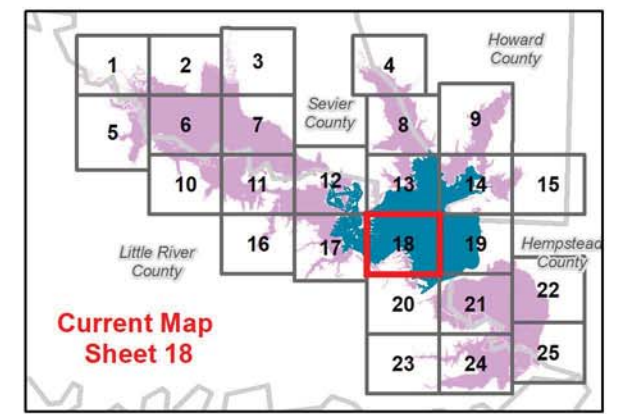 Howard
County
1
2
3
4
Sevier
County
5
6
7
8
9
10
11
12
13
14
15
Little River
County
16
17
18
19
Hempstead
County
20
21
22
Current Map
Sheet 18
23
24
25